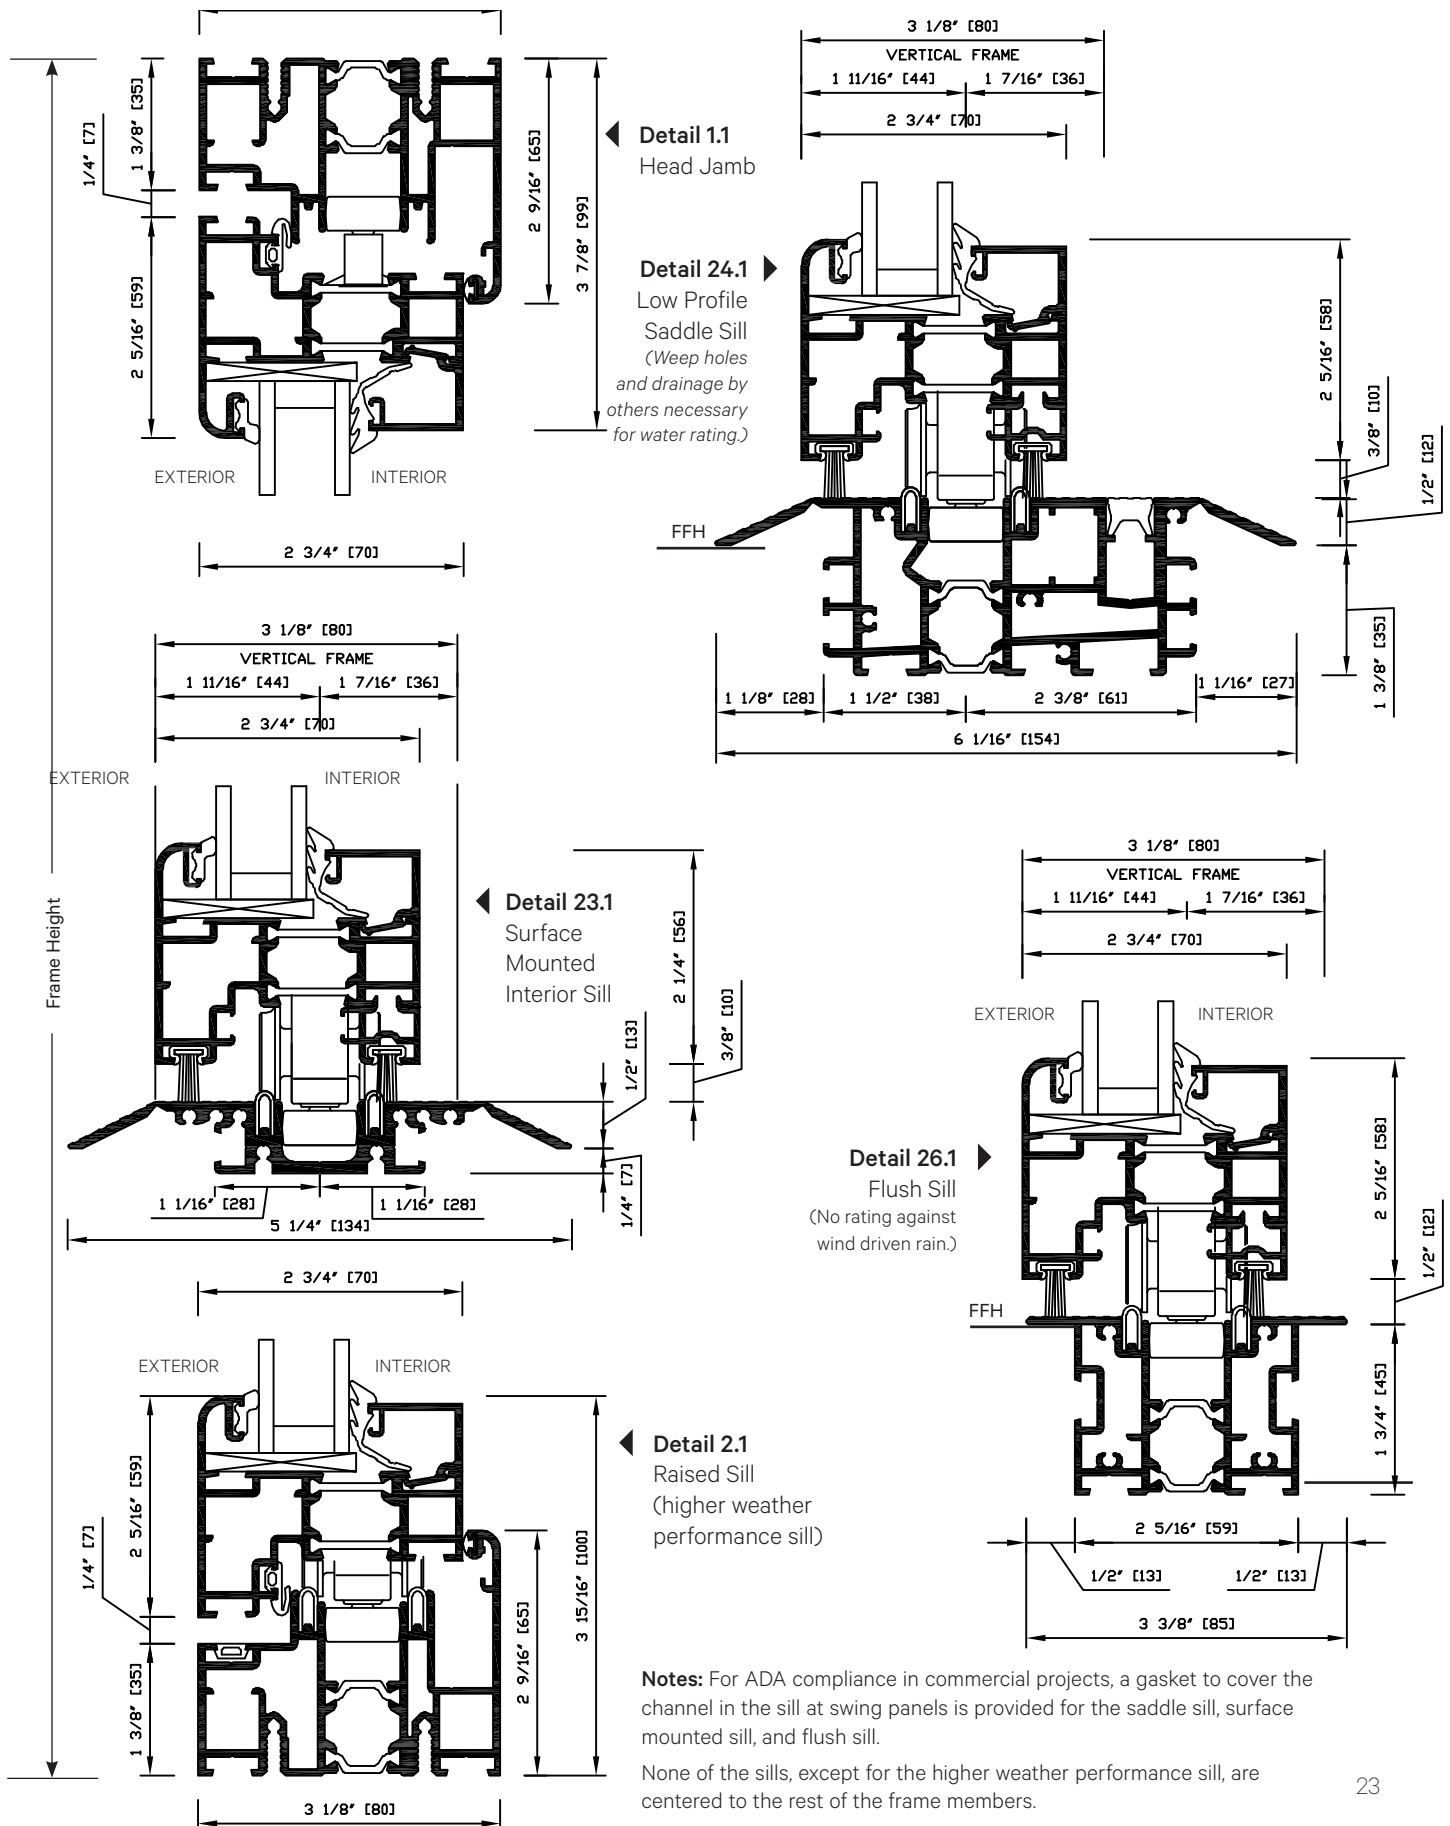 1 3/8″ [35]
1/4″ [7]
2 5/16″ [59]
2 9/16″ [65]
3 7/8″ [99]
Detail 1.1
Head Jamb
EXTERIOR
INTERIOR
2 3/4″ [70]
3 1/8″ [80]
VERTICAL FRAME
1 11/16″ [44]
1 7/16″ [36]
2 3/4″ [70]
Detail 24.1
Low Profile
Saddle Sill
(Weep holes
and drainage by
others necessary
for water rating.)
FFH
2 5/16″ [58]
3/8″ [10]
1/2″ [12]
1 3/8″ [35]
1 1/8″ [28]
1 1/2″ [38]
2 3/8″ [61]
1 1/16″ [27]
6 1/16″ [154]
Frame Height
3 1/8″ [80]
VERTICAL FRAME
1 11/16″ [44]
1 7/16″ [36]
2 3/4″ [70]
EXTERIOR
INTERIOR
Detail 23.1
Surface
Mounted
Interior Sill
2 1/4″ [56]
3/8″ [10]
1/2″ [13]
1/4″ [7]
1 1/16″ [28]
1 1/16″ [28]
5 1/4″ [134]
3 1/8″ [80]
VERTICAL FRAME
1 11/16″ [44]
1 7/16″ [36]
2 3/4″ [70]
EXTERIOR
INTERIOR
Detail 26.1
Flush Sill
(No rating against
wind driven rain.)
FFH
2 5/16″ [58]
1/2″ [12]
1 3/4″ [45]
2 5/16″ [59]
1/2″ [13]
1/2″ [13]
3 3/8″ [85]
2 3/4″ [70]
EXTERIOR
INTERIOR
2 5/16″ [59]
1/4″ [7]
1 3/8″ [35]
2 9/16″ [65]
3 15/16″ [100]
3 1/8″ [80]
Detail 2.1
Raised Sill
(higher weather
performance sill)
Notes: For ADA compliance in commercial projects, a gasket to cover the
channel in the sill at swing panels is provided for the saddle sill, surface
mounted sill, and flush sill.
None of the sills, except for the higher weather performance sill, are
centered to the rest of the frame members.
23